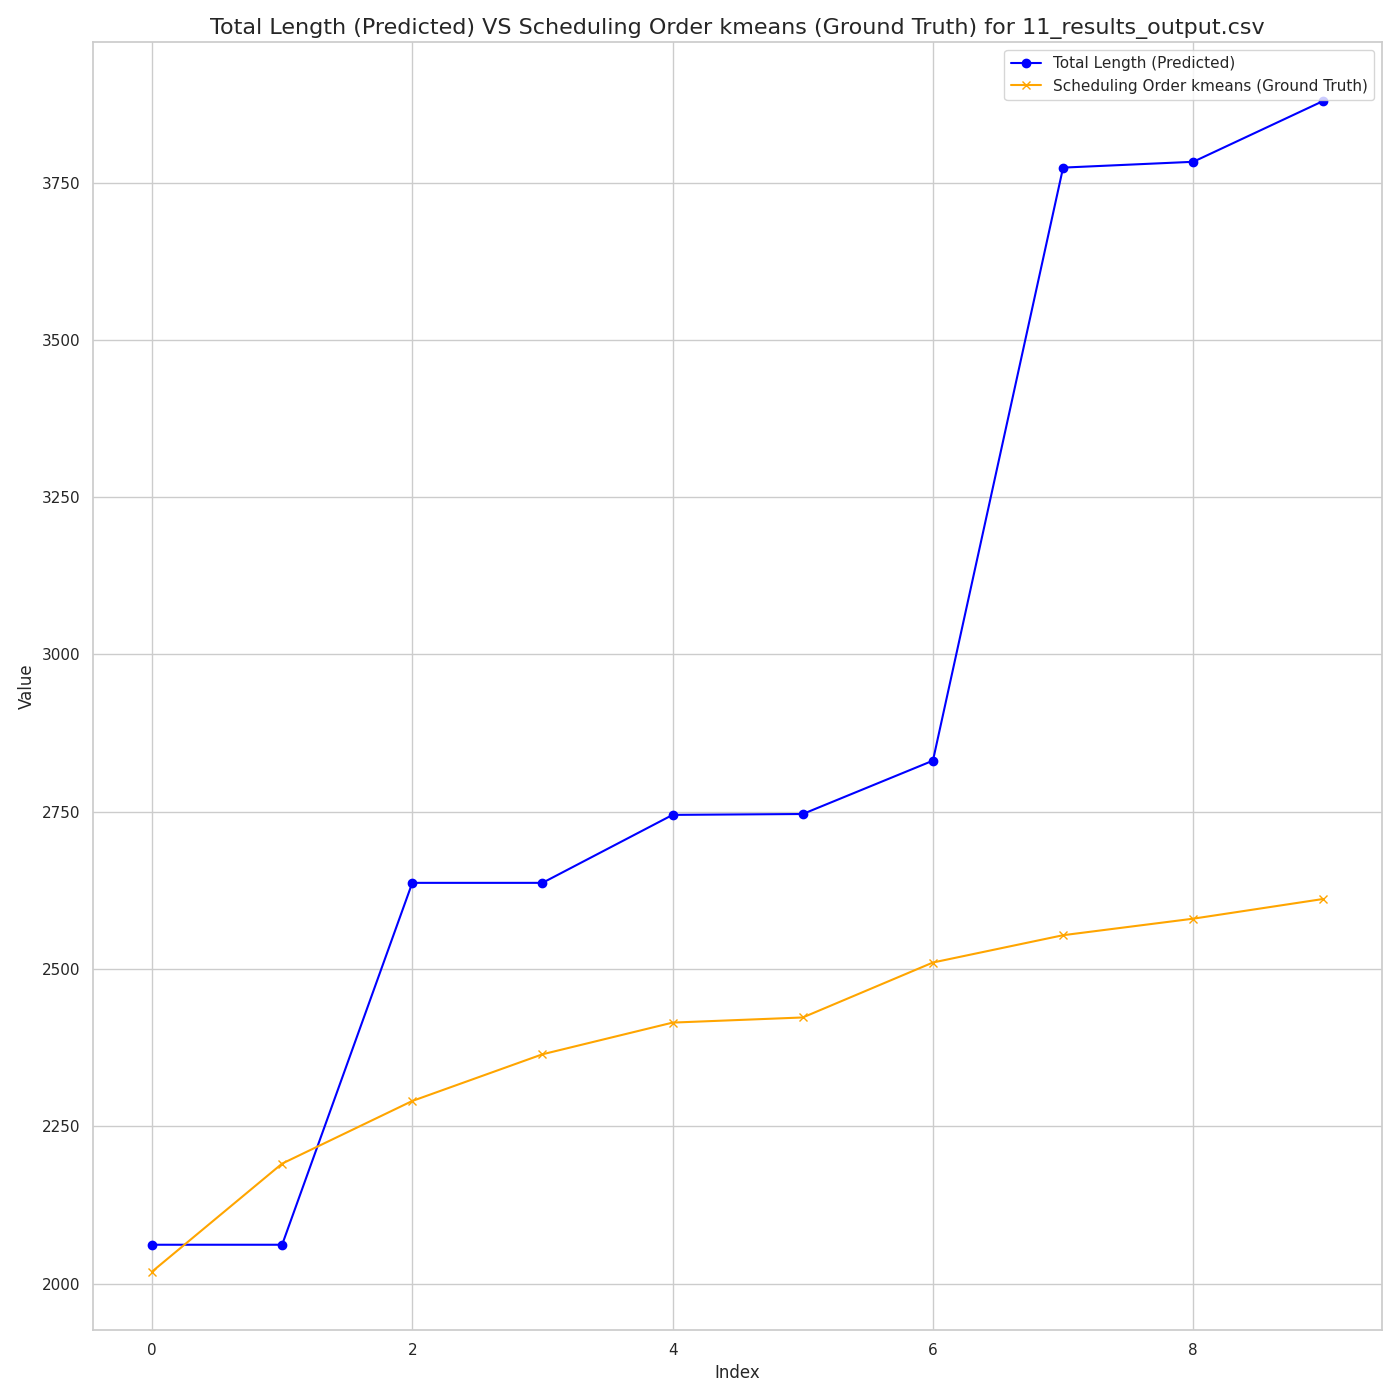 Total Length (Predicted) VS Scheduling Order kmeans (Ground Truth) for 11_results_output.csv
Total Length (Predicted)
Scheduling Order kmeans (Ground Truth)
3750
3500
3250
3000
2750
2500
2250
2000
Value
0 2 4 6 8
Index